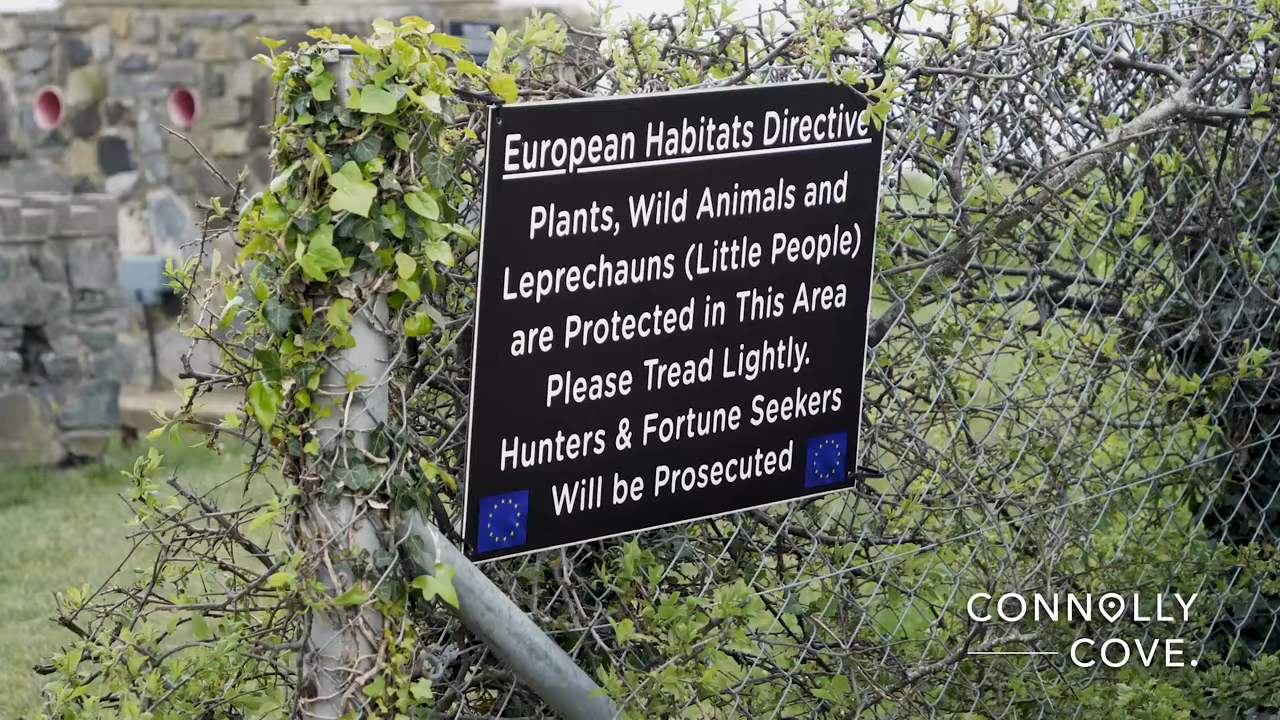 European Habitats Directive
Plants, Wild Animals and
Leprechauns (Little People)
are Protected in This Area
Please Tread Lightly.
Hunters & Fortune Seekers
Will be Prosecuted
CONNOLLY
COVE.